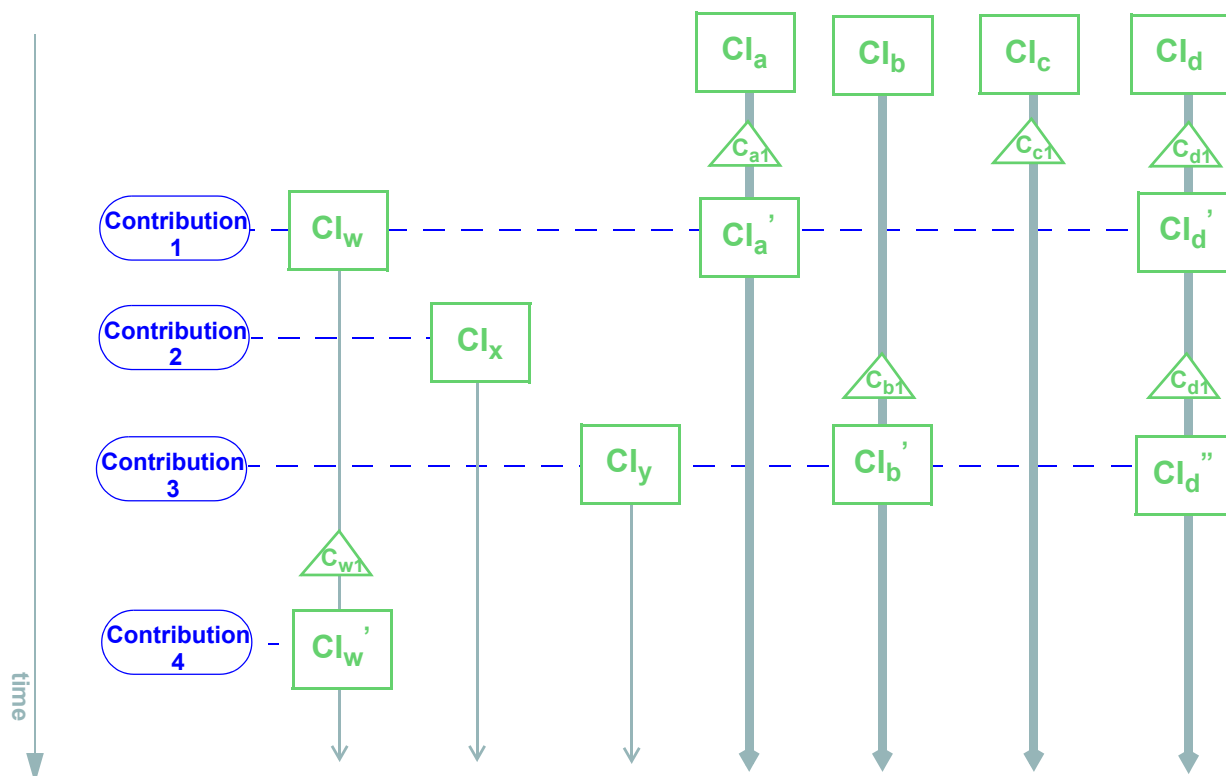 CIa CIb CIc CId
Ca1 Cc1 Cd1
Contribution
1
CIw CIa’ CId’
Contribution
2
CIx
Cb1 Cd1
Contribution
3
CIy CIb’ CId”
Cw1
Contribution
4
CIw’
time